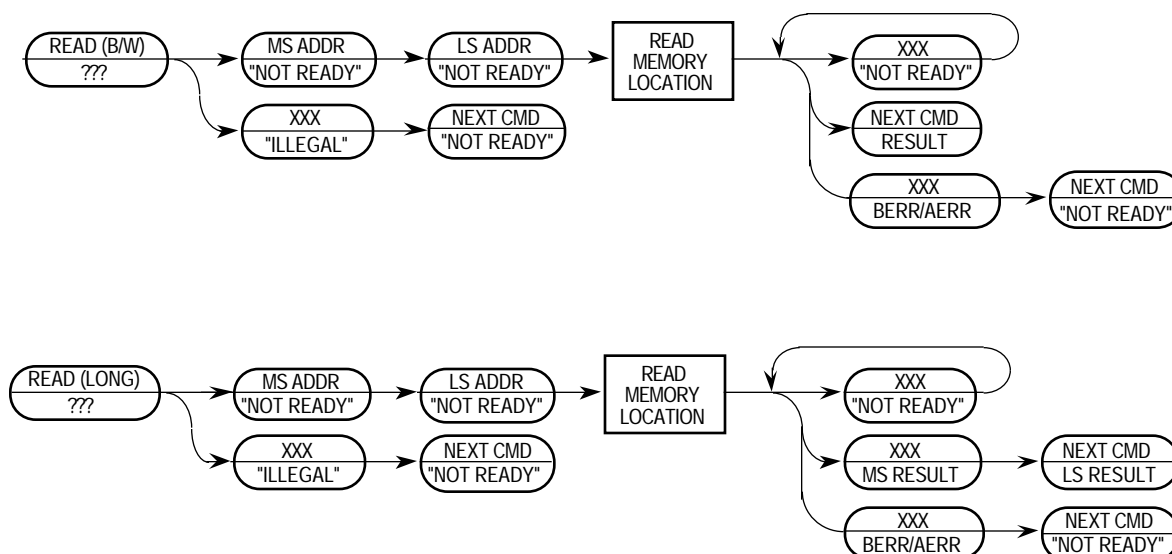 READ (B/W)
???
MS ADDR
"NOT READY"
LS ADDR
"NOT READY"
XXX
"ILLEGAL"
NEXT CMD
"NOT READY"
READ
MEMORY
LOCATION
XXX
"NOT READY"
NEXT CMD
RESULT
XXX
BERR/AERR
NEXT CMD
"NOT READY"
READ (LONG)
???
MS ADDR
"NOT READY"
LS ADDR
"NOT READY"
XXX
"ILLEGAL"
NEXT CMD
"NOT READY"
READ
MEMORY
LOCATION
XXX
"NOT READY"
XXX
MS RESULT
NEXT CMD
LS RESULT
XXX
BERR/AERR
NEXT CMD
"NOT READY"